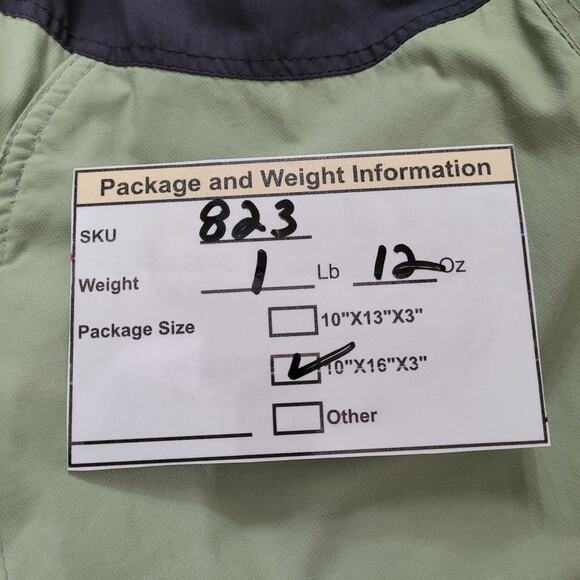 Package and Weight Information
SKU 823
Weight 1 Lb 12 Oz
Package Size 10"X13"X3"
10"X16"X3"
Other